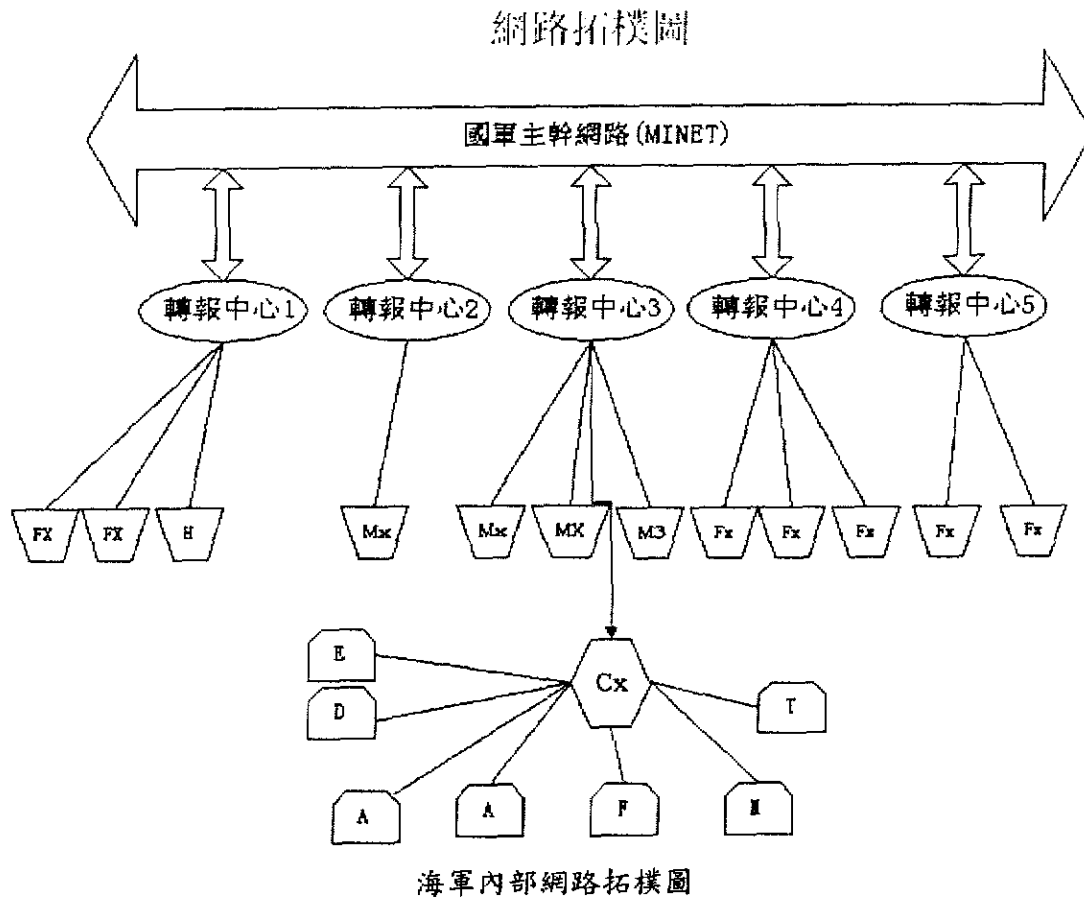 網路拓樸圖
國軍主幹網路(MINET)
轉報中心1 轉報中心2 轉報中心3 轉報中心4 轉報中心5
FX FX H Mx Mx MX M3 Fx Fx Fx Fx Fx
E
Cx
D T
A A F M
海軍內部網路拓樸圖